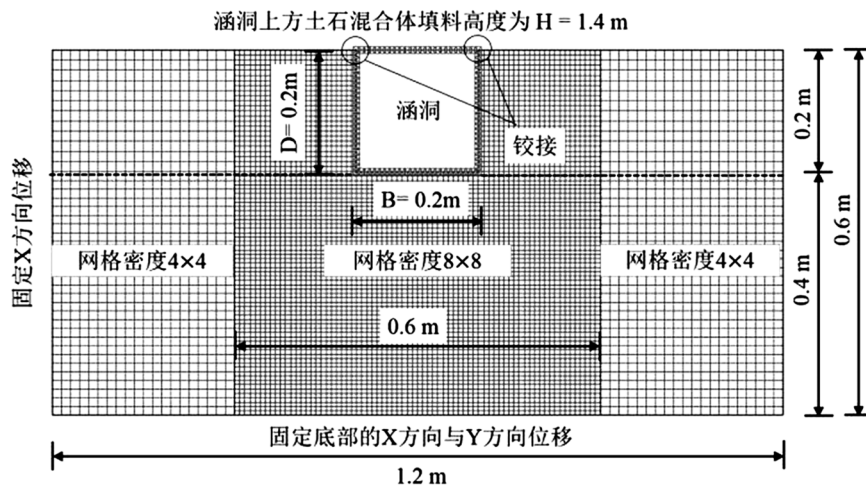 涵洞上方土石混合体填料高度为 H = 1.4 m
D= 0.2m
涵洞
铰接
0.2 m
B= 0.2m
固定X方向位移
网格密度4×4
网格密度8×8
网格密度4×4
0.4 m
0.6 m
0.6 m
固定底部的X方向与Y方向位移
1.2 m